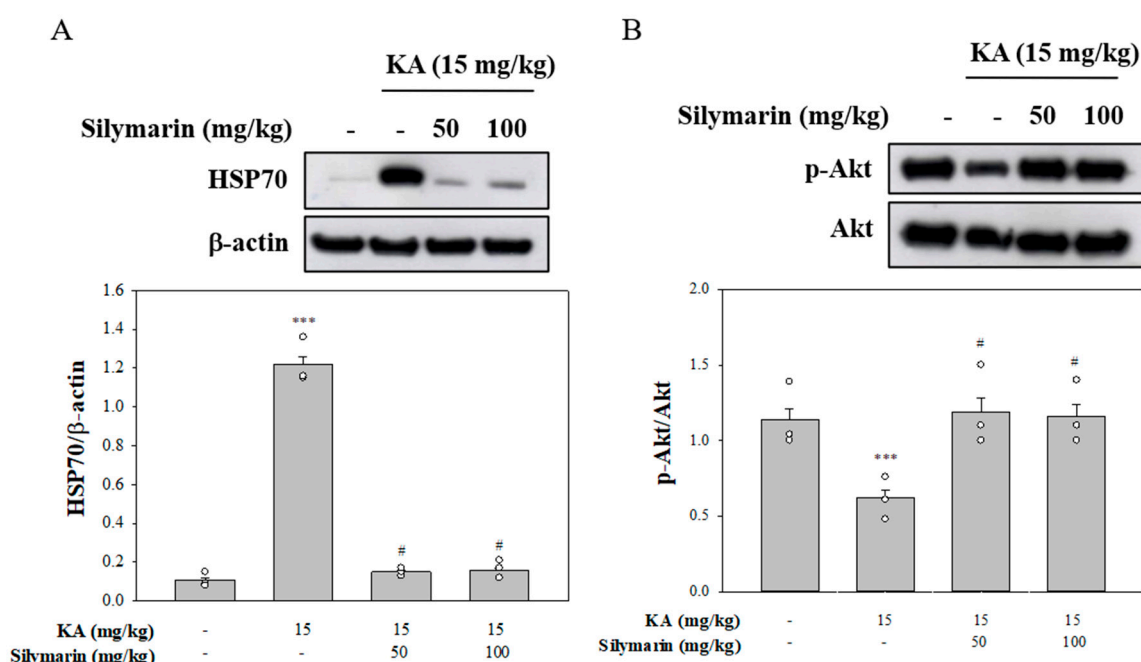 A
KA (15 mg/kg)
Silymarin (mg/kg) - - 50 100
HSP70
β-actin
1.6
1.4
1.2
1.0
0.8
0.6
0.4
0.2
0.0
HSP70/β-actin
***
#
#
KA (mg/kg) - 15 15 15
Silymarin (mg/kg) - - 50 100
B
KA (15 mg/kg)
Silymarin (mg/kg) - - 50 100
p-Akt
Akt
2.0
1.5
1.0
0.5
0.0
p-Akt/Akt
***
#
#
KA (mg/kg) - 15 15 15
Silymarin (mg/kg) - - 50 100